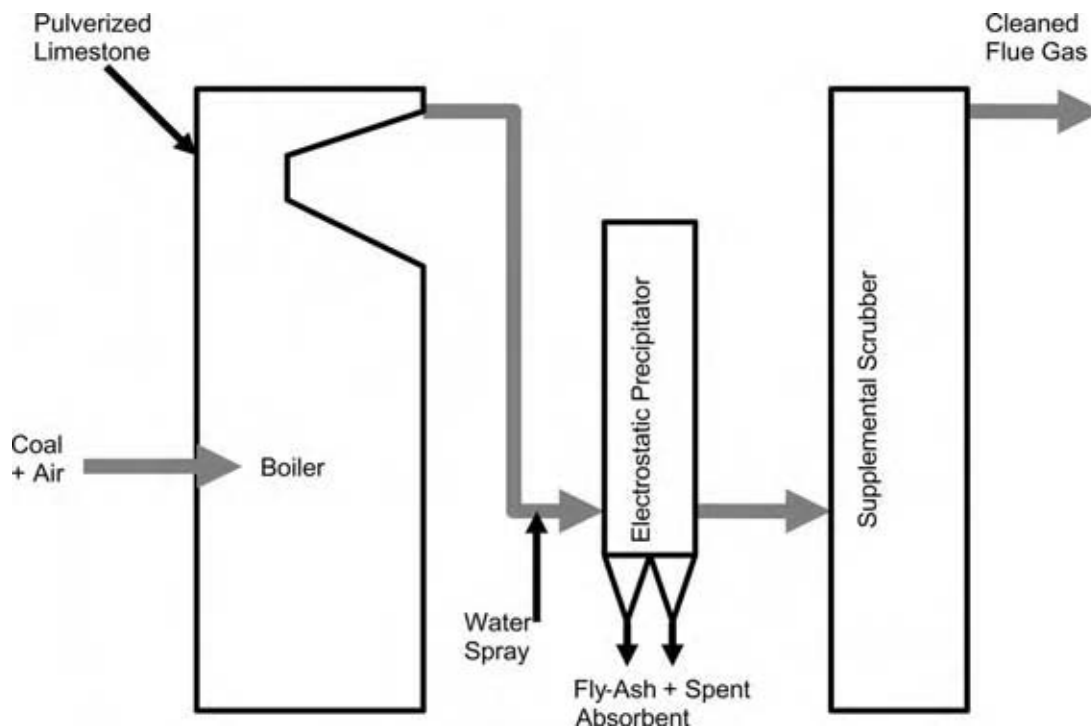 Pulverized
Limestone
Cleaned
Flue Gas
Coal
+ Air
Boiler
Electrostatic Precipitator
Supplemental Scrubber
Water
Spray
Fly-Ash + Spent
Absorbent